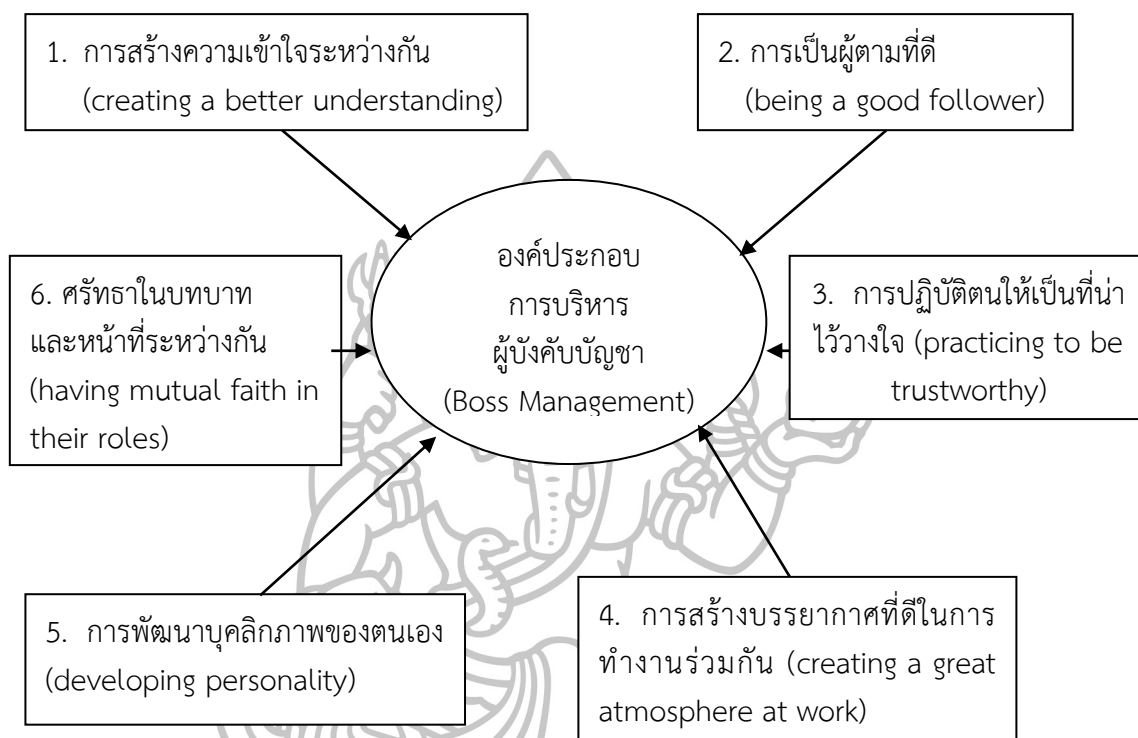 1. การสร้างความเข้าใจระหว่างกัน
(creating a better understanding)
2. การเป็นผู้ตามที่ดี
(being a good follower)
องค์ประกอบ
การบริหาร
ผู้บังคับบัญชา
(Boss Management)
3. การปฏิบัติตนให้เป็นที่น่า
ไว้วางใจ (practicing to be
trustworthy)
4. การสร้างบรรยากาศที่ดีในการ
ทำงานร่วมกัน (creating a great
atmosphere at work)
5. การพัฒนาบุคลิกภาพของตนเอง
(developing personality)
6. ศรัทธาในบทบาท
และหน้าที่ระหว่างกัน
(having mutual faith in
their roles)